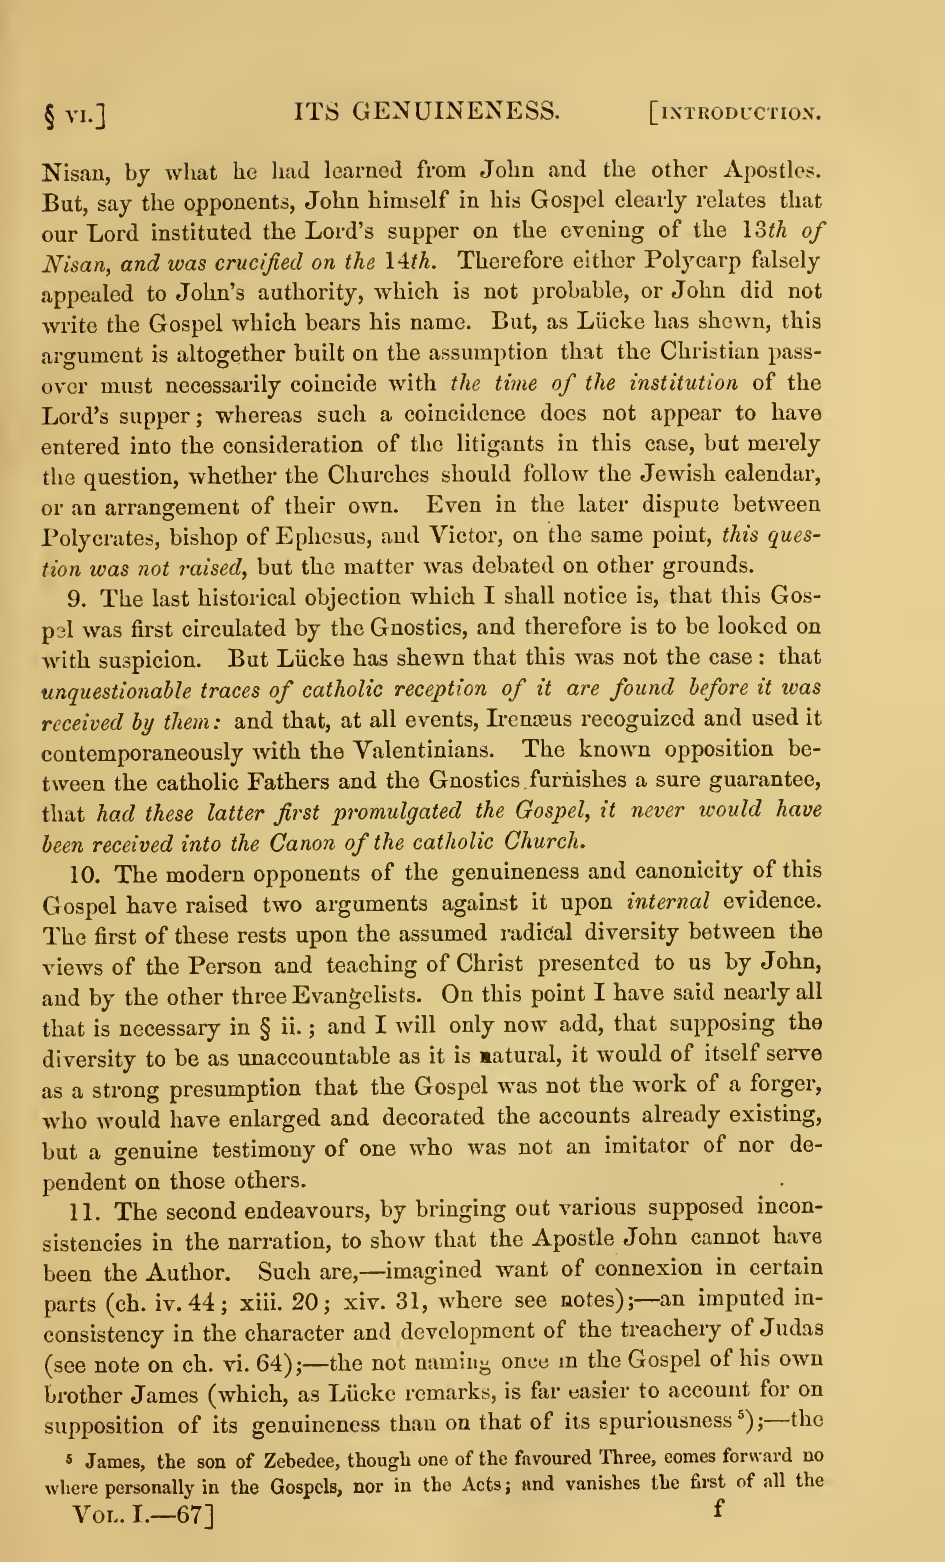 § VI.] ITS GENUINENESS. [INTRODUCTION.
Nisan, by what he had learned from John and the other Apostles.
But, say the opponents, John himself in his Gospel clearly relates that
our Lord instituted the Lord's supper on the evening of the 13th of
Nisan, and was crucified on the 14th. Therefore either Polycarp falsely
appealed to John's authority, which is not probable, or John did not
write the Gospel which bears his name. But, as Lücke has shewn, this
argument is altogether built on the assumption that the Christian pass-
over must necessarily coincide with the time of the institution of the
Lord's supper; whereas such a coincidence does not appear to have
entered into the consideration of the litigants in this case, but merely
the question, whether the Churches should follow the Jewish calendar,
or an arrangement of their own. Even in the later dispute between
Polycrates, bishop of Ephesus, and Victor, on the same point, this ques-
tion was not raised, but the matter was debated on other grounds.
9. The last historical objection which I shall notice is, that this Gos-
pel was first circulated by the Gnostics, and therefore is to be looked on
with suspicion. But Lücke has shewn that this was not the case: that
unquestionable traces of catholic reception of it are found before it was
received by them: and that, at all events, Irenæus recoguized and used it
contemporaneously with the Valentinians. The known opposition be-
tween the catholic Fathers and the Gnostics furnishes a sure guarantee,
that had these latter first promulgated the Gospel, it never would have
been received into the Canon of the catholic Church.
10. The modern opponents of the genuineness and canonicity of this
Gospel have raised two arguments against it upon internal evidence.
The first of these rests upon the assumed radical diversity between the
views of the Person and teaching of Christ presented to us by John,
and by the other three Evangelists. On this point I have said nearly all
that is necessary in § ii.; and I will only now add, that supposing the
diversity to be as unaccountable as it is natural, it would of itself serve
as a strong presumption that the Gospel was not the work of a forger,
who would have enlarged and decorated the accounts already existing,
but a genuine testimony of one who was not an imitator of nor de-
pendent on those others.
11. The second endeavours, by bringing out various supposed incon-
sistencies in the narration, to show that the Apostle John cannot have
been the Author. Such are,—imagined want of connexion in certain
parts (ch. iv. 44; xiii. 20; xiv. 31, where see notes);—an imputed in-
consistency in the character and development of the treachery of Judas
(see note on ch. vi. 64);—the not naming once in the Gospel of his own
brother James (which, as Lücke remarks, is far easier to account for on
supposition of its genuineness than on that of its spuriousness 5);—the
5 James, the son of Zebedee, though one of the favoured Three, comes forward no
where personally in the Gospels, nor in the Acts; and vanishes the first of all the
VOL. I.—67] f